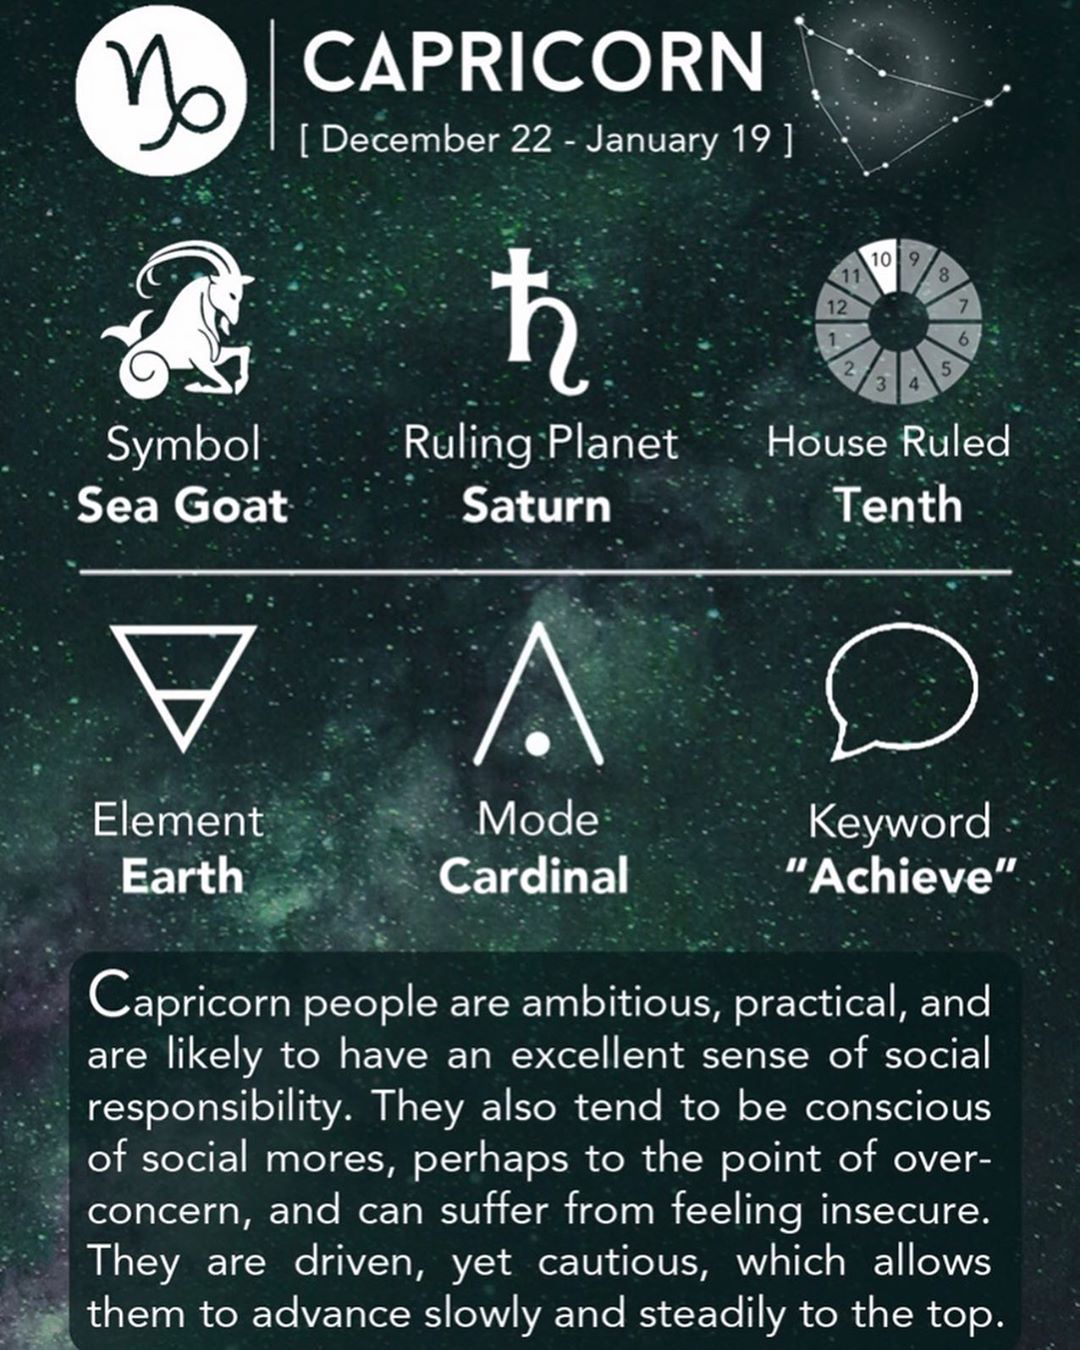 CAPRICORN
[ December 22 - January 19 ]
10 9
11 8
12 7
1 6
2 5
3 4
Symbol
Sea Goat
Ruling Planet
Saturn
House Ruled
Tenth
Element
Earth
Mode
Cardinal
Keyword
"Achieve"
Capricorn people are ambitious, practical, and
are likely to have an excellent sense of social
responsibility. They also tend to be conscious
of social mores, perhaps to the point of over-
concern, and can suffer from feeling insecure.
They are driven, yet cautious, which allows
them to advance slowly and steadily to the top.